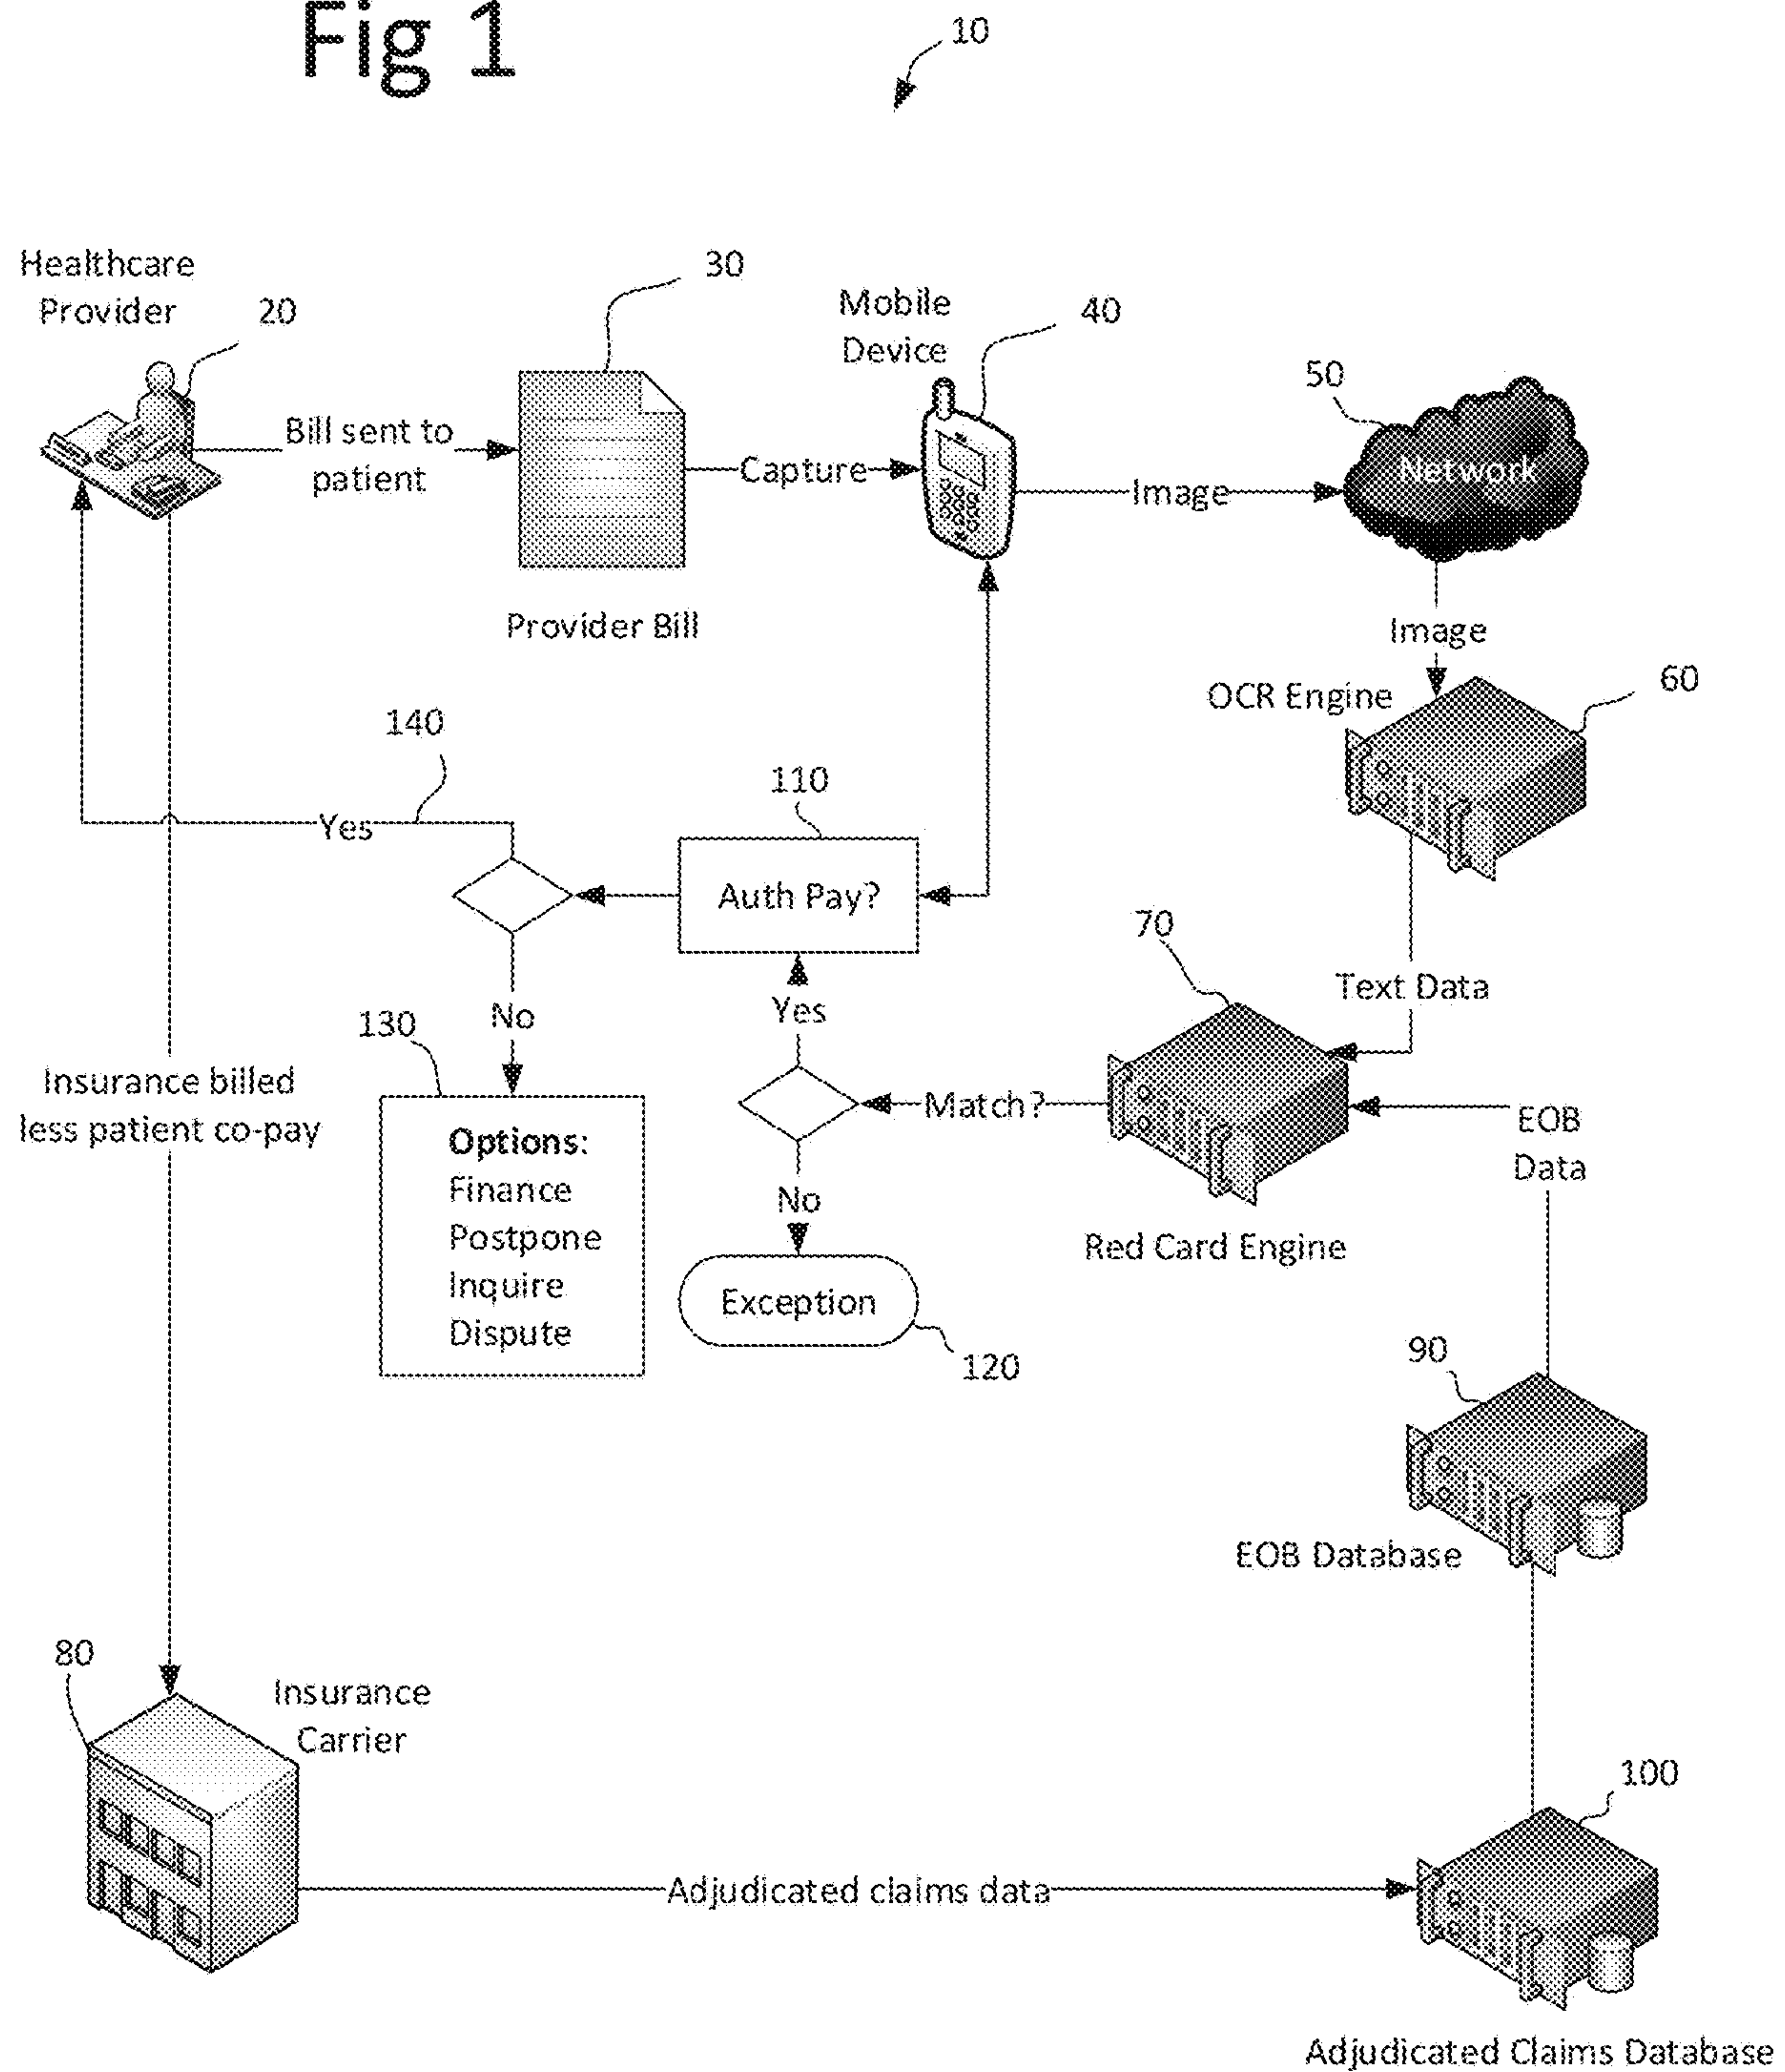 Fig 1
10
Healthcare
Provider
20
30
Mobile
Device
40
50
Bill sent to
patient
Capture
Image
Network
Provider Bill
Image
OCR Engine
60
140
110
Yes
Auth Pay?
70
Text Data
No
Yes
130
Insurance billed
less patient co-pay
Match?
EOB
Data
Options:
Finance
Postpone
Inquire
Dispute
No
Red Card Engine
Exception
120
90
EOB Database
80
Insurance
Carrier
100
Adjudicated claims data
Adjudicated Claims Database